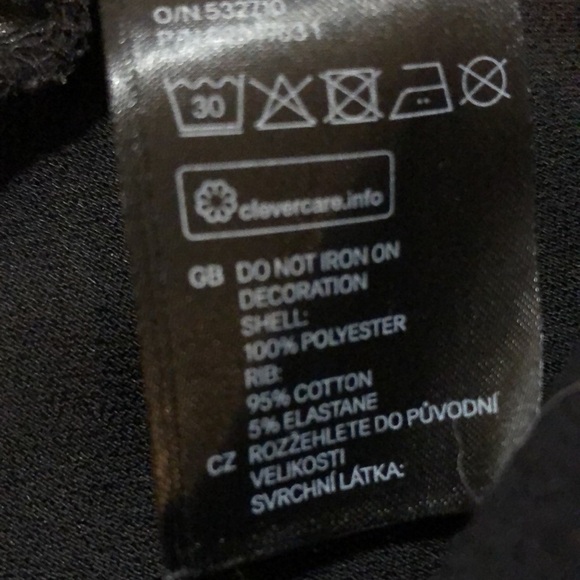 O/N.532730
30
clevercare.info
GB DO NOT IRON ON
DECORATION
SHELL:
100% POLYESTER
RIB:
95% COTTON
5% ELASTANE
CZ ROZŽEHLETE DO PŮVODNÍ
VELIKOSTI
SVRCHNÍ LÁTKA: